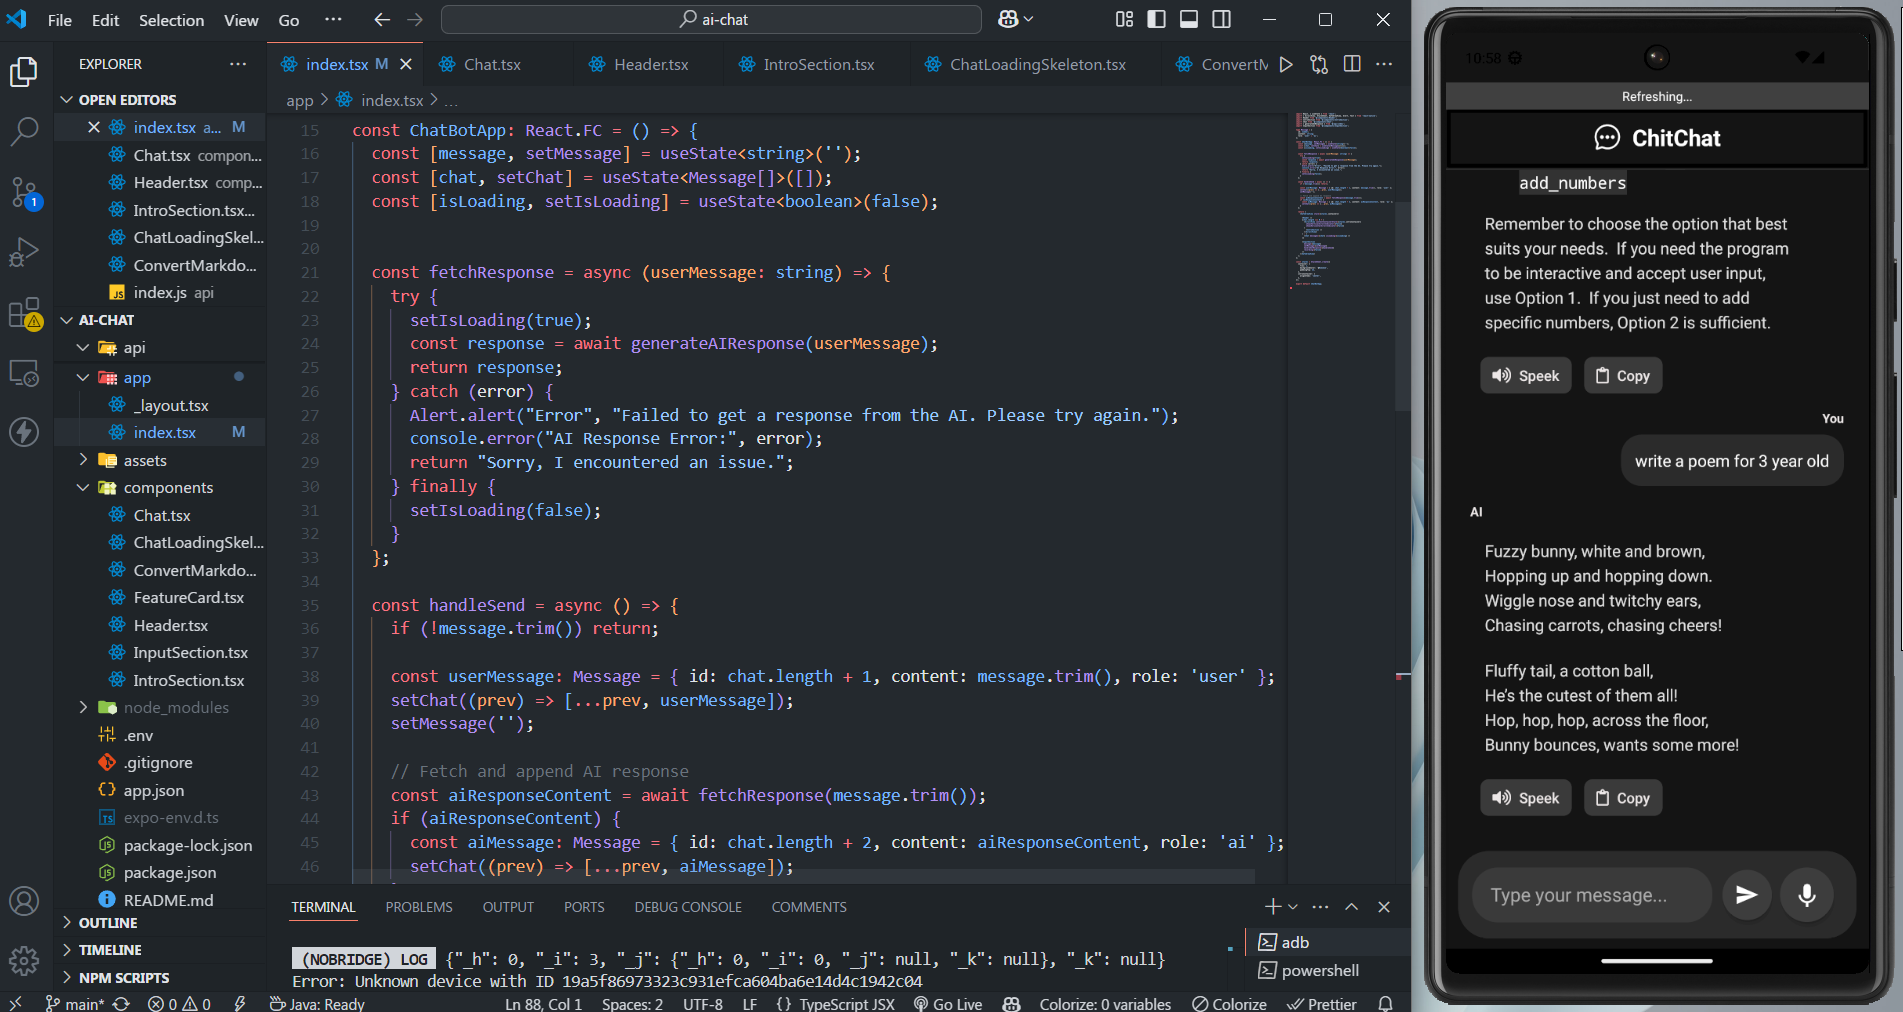 File Edit Selection View Go ··· ai-chat
EXPLORER ···
OPEN EDITORS
index.tsx a... M
Chat.tsx compon...
Header.tsx comp...
IntroSection.tsx...
ChatLoadingSkel...
ConvertMarkdo...
index.js api
AI-CHAT
api
app
_layout.tsx
index.tsx M
assets
components
Chat.tsx
ChatLoadingSkel...
ConvertMarkdo...
FeatureCard.tsx
Header.tsx
InputSection.tsx
IntroSection.tsx
node_modules
.env
.gitignore
app.json
expo-env.d.ts
package-lock.json
package.json
README.md
OUTLINE
TIMELINE
NPM SCRIPTS
1
index.tsx M Chat.tsx Header.tsx IntroSection.tsx ChatLoadingSkeleton.tsx ConvertM
app > index.tsx > ...
15 const ChatBotApp: React.FC = () => {
16 const [message, setMessage] = useState<string>('');
17 const [chat, setChat] = useState<Message[]>([]);
18 const [isLoading, setIsLoading] = useState<boolean>(false);
19
20
21 const fetchResponse = async (userMessage: string) => {
22 try {
23 setIsLoading(true);
24 const response = await generateAIResponse(userMessage);
25 return response;
26 } catch (error) {
27 Alert.alert("Error", "Failed to get a response from the AI. Please try again.");
28 console.error("AI Response Error:", error);
29 return "Sorry, I encountered an issue.";
30 } finally {
31 setIsLoading(false);
32 }
33 };
34
35 const handleSend = async () => {
36 if (!message.trim()) return;
37
38 const userMessage: Message = { id: chat.length + 1, content: message.trim(), role: 'user' };
39 setChat((prev) => [...prev, userMessage]);
40 setMessage('');
41
42 // Fetch and append AI response
43 const aiResponseContent = await fetchResponse(message.trim());
44 if (aiResponseContent) {
45 const aiMessage: Message = { id: chat.length + 2, content: aiResponseContent, role: 'ai' };
46 setChat((prev) => [...prev, aiMessage]);
TERMINAL PROBLEMS OUTPUT PORTS DEBUG CONSOLE COMMENTS
(NOBRIDGE) LOG {"_h": 0, "_i": 3, "_j": {"_h": 0, "_i": 0, "_j": null, "_k": null}, "_k": null}
Error: Unknown device with ID 19a5f86973323c931efca604ba6e14d4c1942c04
adb
powershell
main* 0 0 Java: Ready Ln 88, Col 1 Spaces: 2 UTF-8 LF {} TypeScript JSX Go Live Colorize: 0 variables Colorize Prettier
10:58
Refreshing...
ChitChat
add_numbers
Remember to choose the option that best
suits your needs. If you need the program
to be interactive and accept user input,
use Option 1. If you just need to add
specific numbers, Option 2 is sufficient.
Speek Copy
You
write a poem for 3 year old
AI
Fuzzy bunny, white and brown,
Hopping up and hopping down.
Wiggle nose and twitchy ears,
Chasing carrots, chasing cheers!
Fluffy tail, a cotton ball,
He's the cutest of them all!
Hop, hop, hop, across the floor,
Bunny bounces, wants some more!
Speek Copy
Type your message...